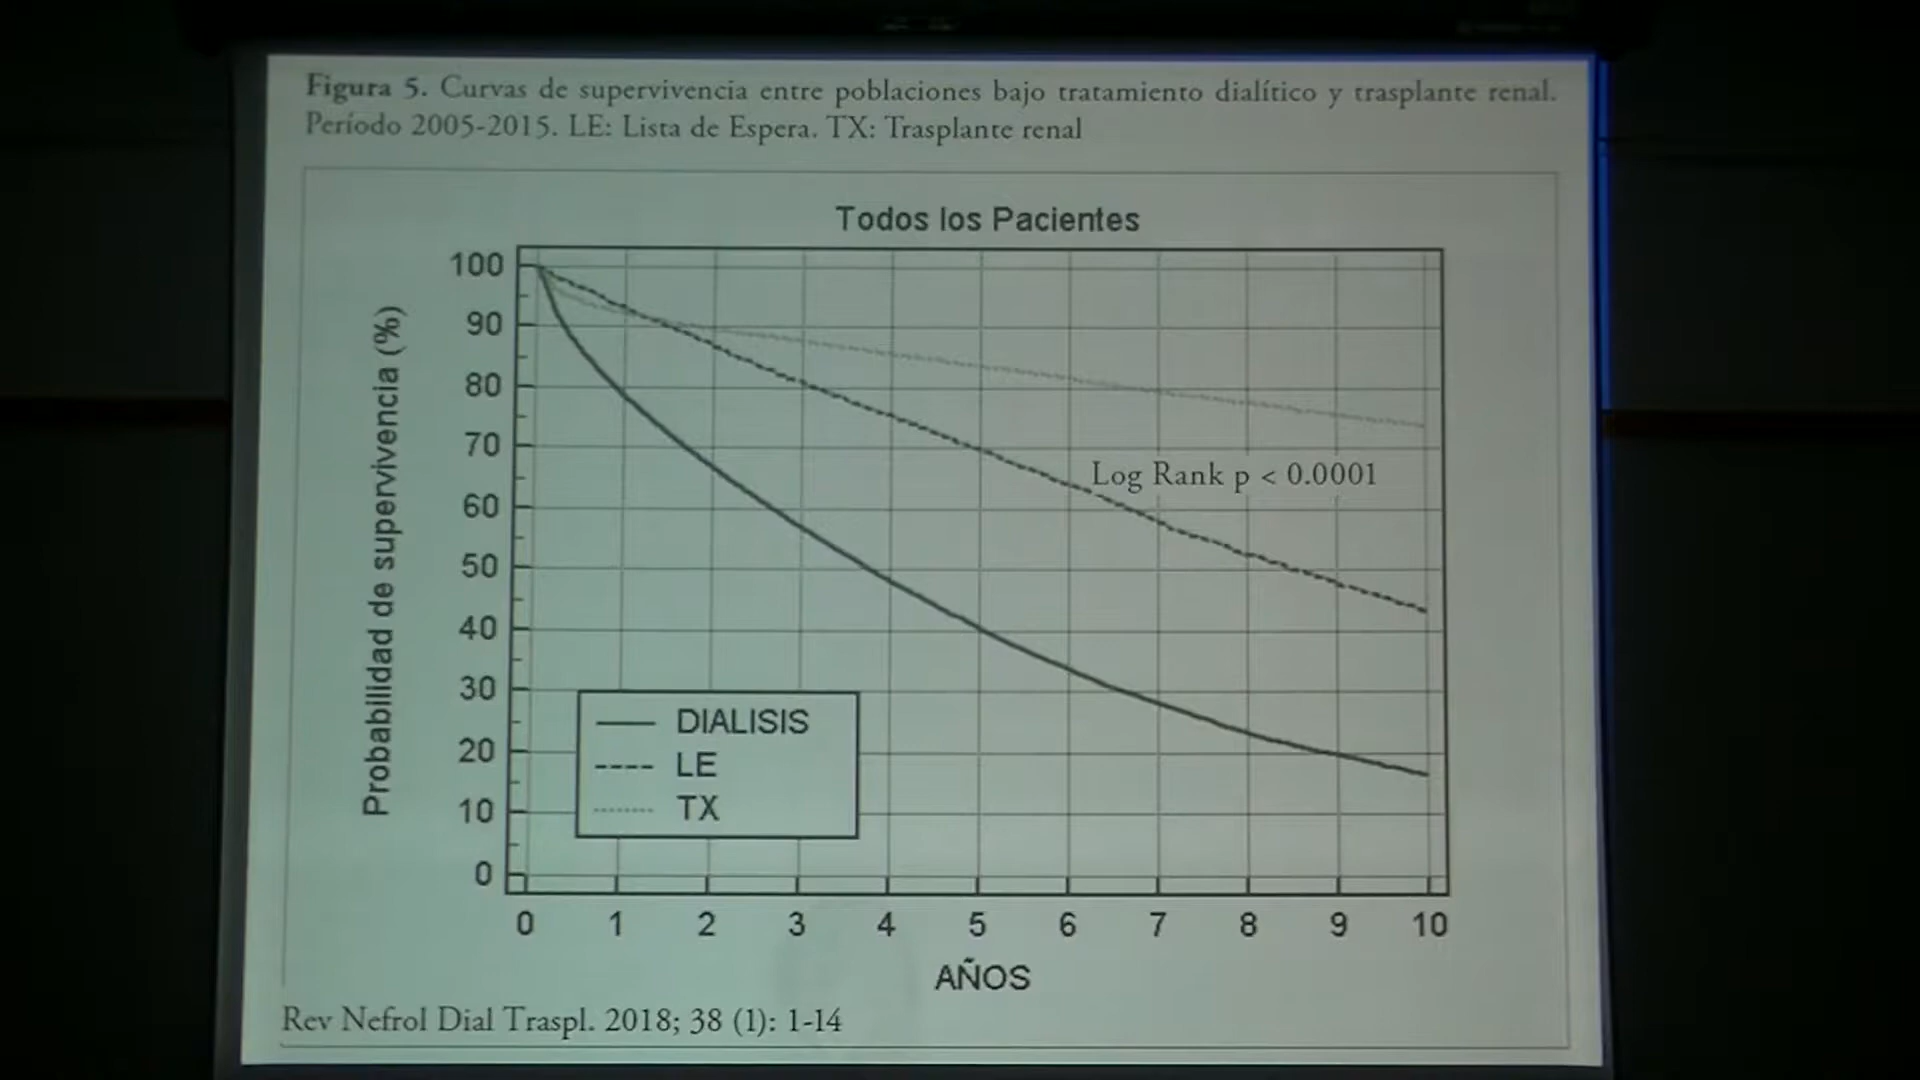 Figura 5. Curvas de supervivencia entre poblaciones bajo tratamiento dialítico y trasplante renal.
Período 2005-2015. LE: Lista de Espera. TX: Trasplante renal
Todos los Pacientes
Probabilidad de supervivencia (%)
100
90
80
70
60
50
40
30
20
10
0
Log Rank p < 0.0001
DIALISIS
LE
TX
0 1 2 3 4 5 6 7 8 9 10
AÑOS
Rev Nefrol Dial Traspl. 2018; 38 (1): 1-14